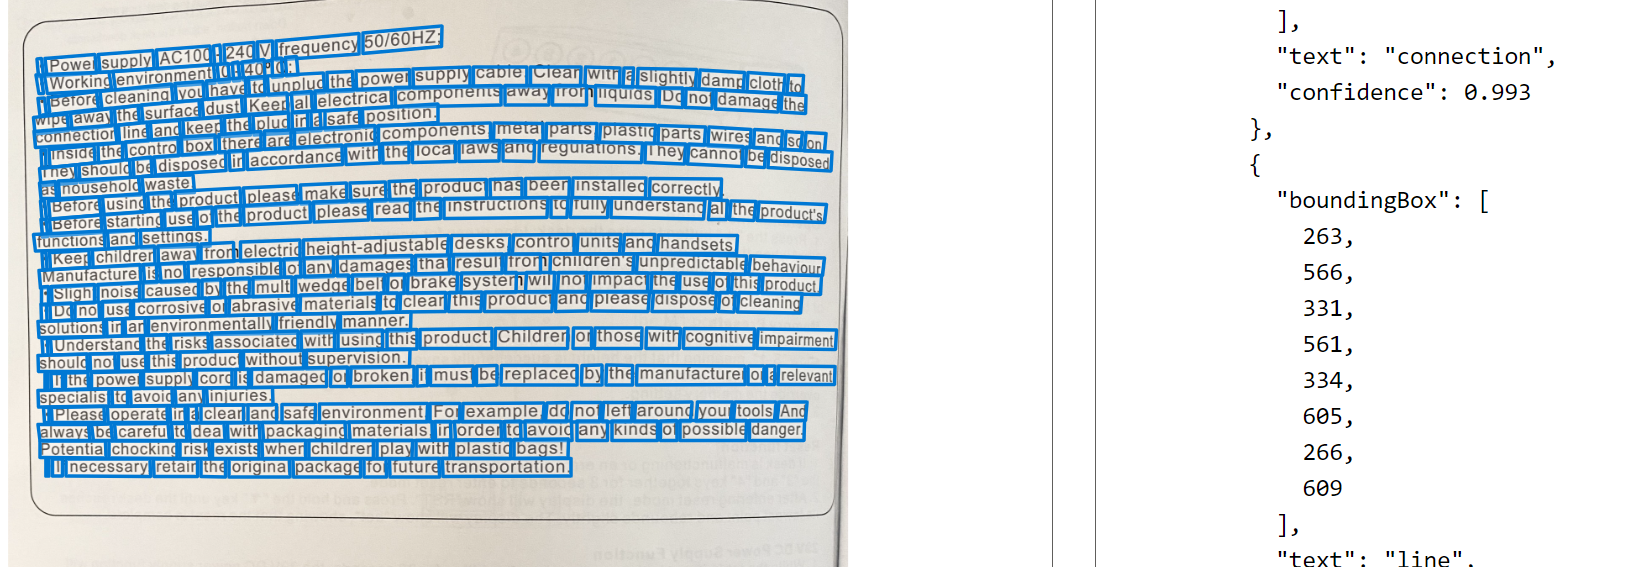 Power supply AC100-240 V frequency 50/60HZ;
Working environment 0-40°C;
Before cleaning you have to unplug the power supply cable. Clean with a slightly damp cloth to
wipe away the surface dust. Keep all electrical components away from liquids. Do not damage the
connection line and keep the plug in a safe position.
Inside the control box there are electronic components, metal parts, plastic parts, wires and so on.
They should be disposed in accordance with the local laws and regulations. They cannot be disposed
as household waste.
Before using the product, please make sure the product has been installed correctly.
Before starting use of the product, please read the instructions to fully understand all the product's
functions and settings.
Keep children away from electric height-adjustable desks, control units and handsets.
Manufacturer is not responsible of any damages that result from children's unpredictable behaviour.
Slight noise caused by the multi wedge belt or brake system will not impact the use of this product.
Do not use corrosive or abrasive materials to clean this product and please dispose of cleaning
solutions in an environmentally friendly manner.
Understand the risks associated with using this product. Children or those with cognitive impairment
should not use this product without supervision.
If the power supply cord is damaged or broken, it must be replaced by the manufacturer or a relevant
specialist to avoid any injuries.
Please operate in a clean and safe environment. For example, do not left around your tools. And
always be careful to deal with packaging materials, in order to avoid any kinds of possible danger.
Potential chocking risk exists when children play with plastic bags!
If necessary retain the original package for future transportation.
],
"text": "connection",
"confidence": 0.993
},
{
"boundingBox": [
263,
566,
331,
561,
334,
605,
266,
609
],
"text": "line",